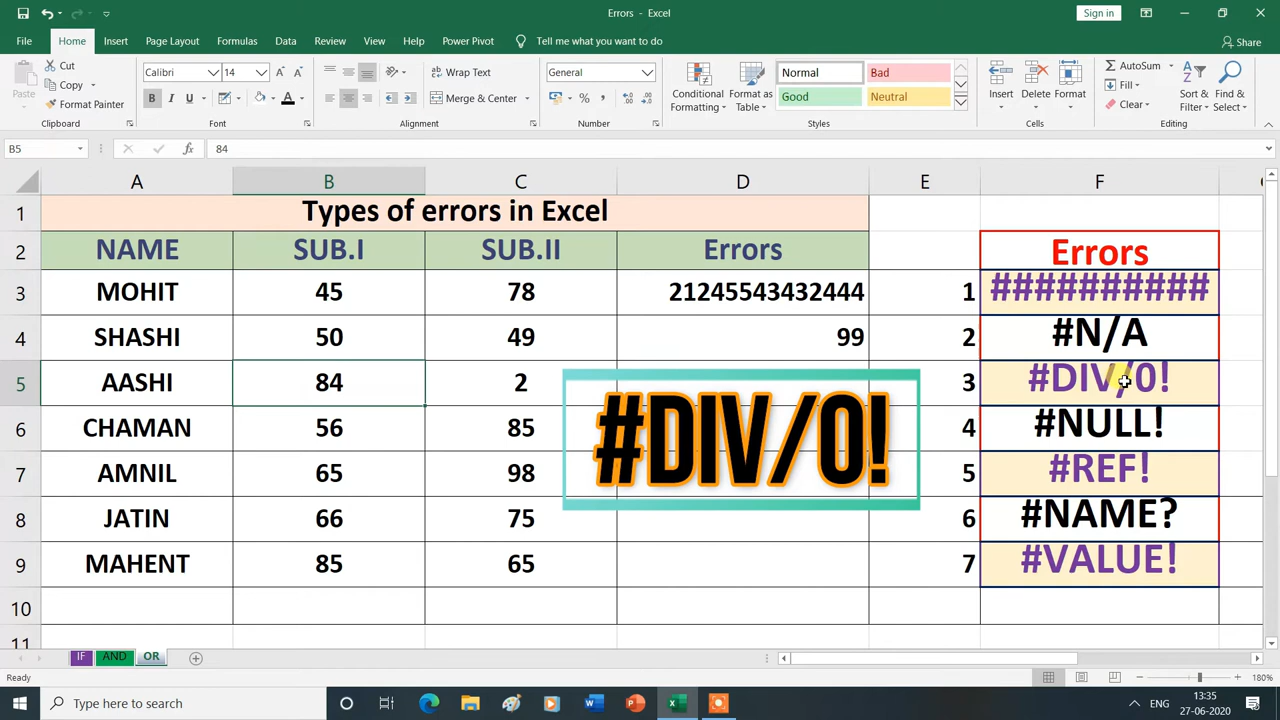 Errors - Excel
Sign in
File Home Insert Page Layout Formulas Data Review View Help Power Pivot Tell me what you want to do Share
Paste
Cut
Copy
Format Painter
Clipboard
Calibri 14
B I U A
Font
Wrap Text
Merge & Center
Alignment
General
%
Number
Conditional Formatting
Format as Table
Normal Bad
Good Neutral
Styles
Insert Delete Format
Cells
AutoSum
Fill
Clear
Sort & Filter
Find & Select
Editing
B5 fx 84
A B C D E F
1 Types of errors in Excel
2 NAME SUB.I SUB.II Errors Errors
3 MOHIT 45 78 21245543432444 1 ##########
4 SHASHI 50 49 99 2 #N/A
5 AASHI 84 2 3 #DIV/0!
6 CHAMAN 56 85 4 #NULL!
7 AMNIL 65 98 5 #REF!
8 JATIN 66 75 6 #NAME?
9 MAHENT 85 65 7 #VALUE!
10
11
#DIV/0!
IF AND OR
Ready 180%
Type here to search
ENG
13:35
27-06-2020